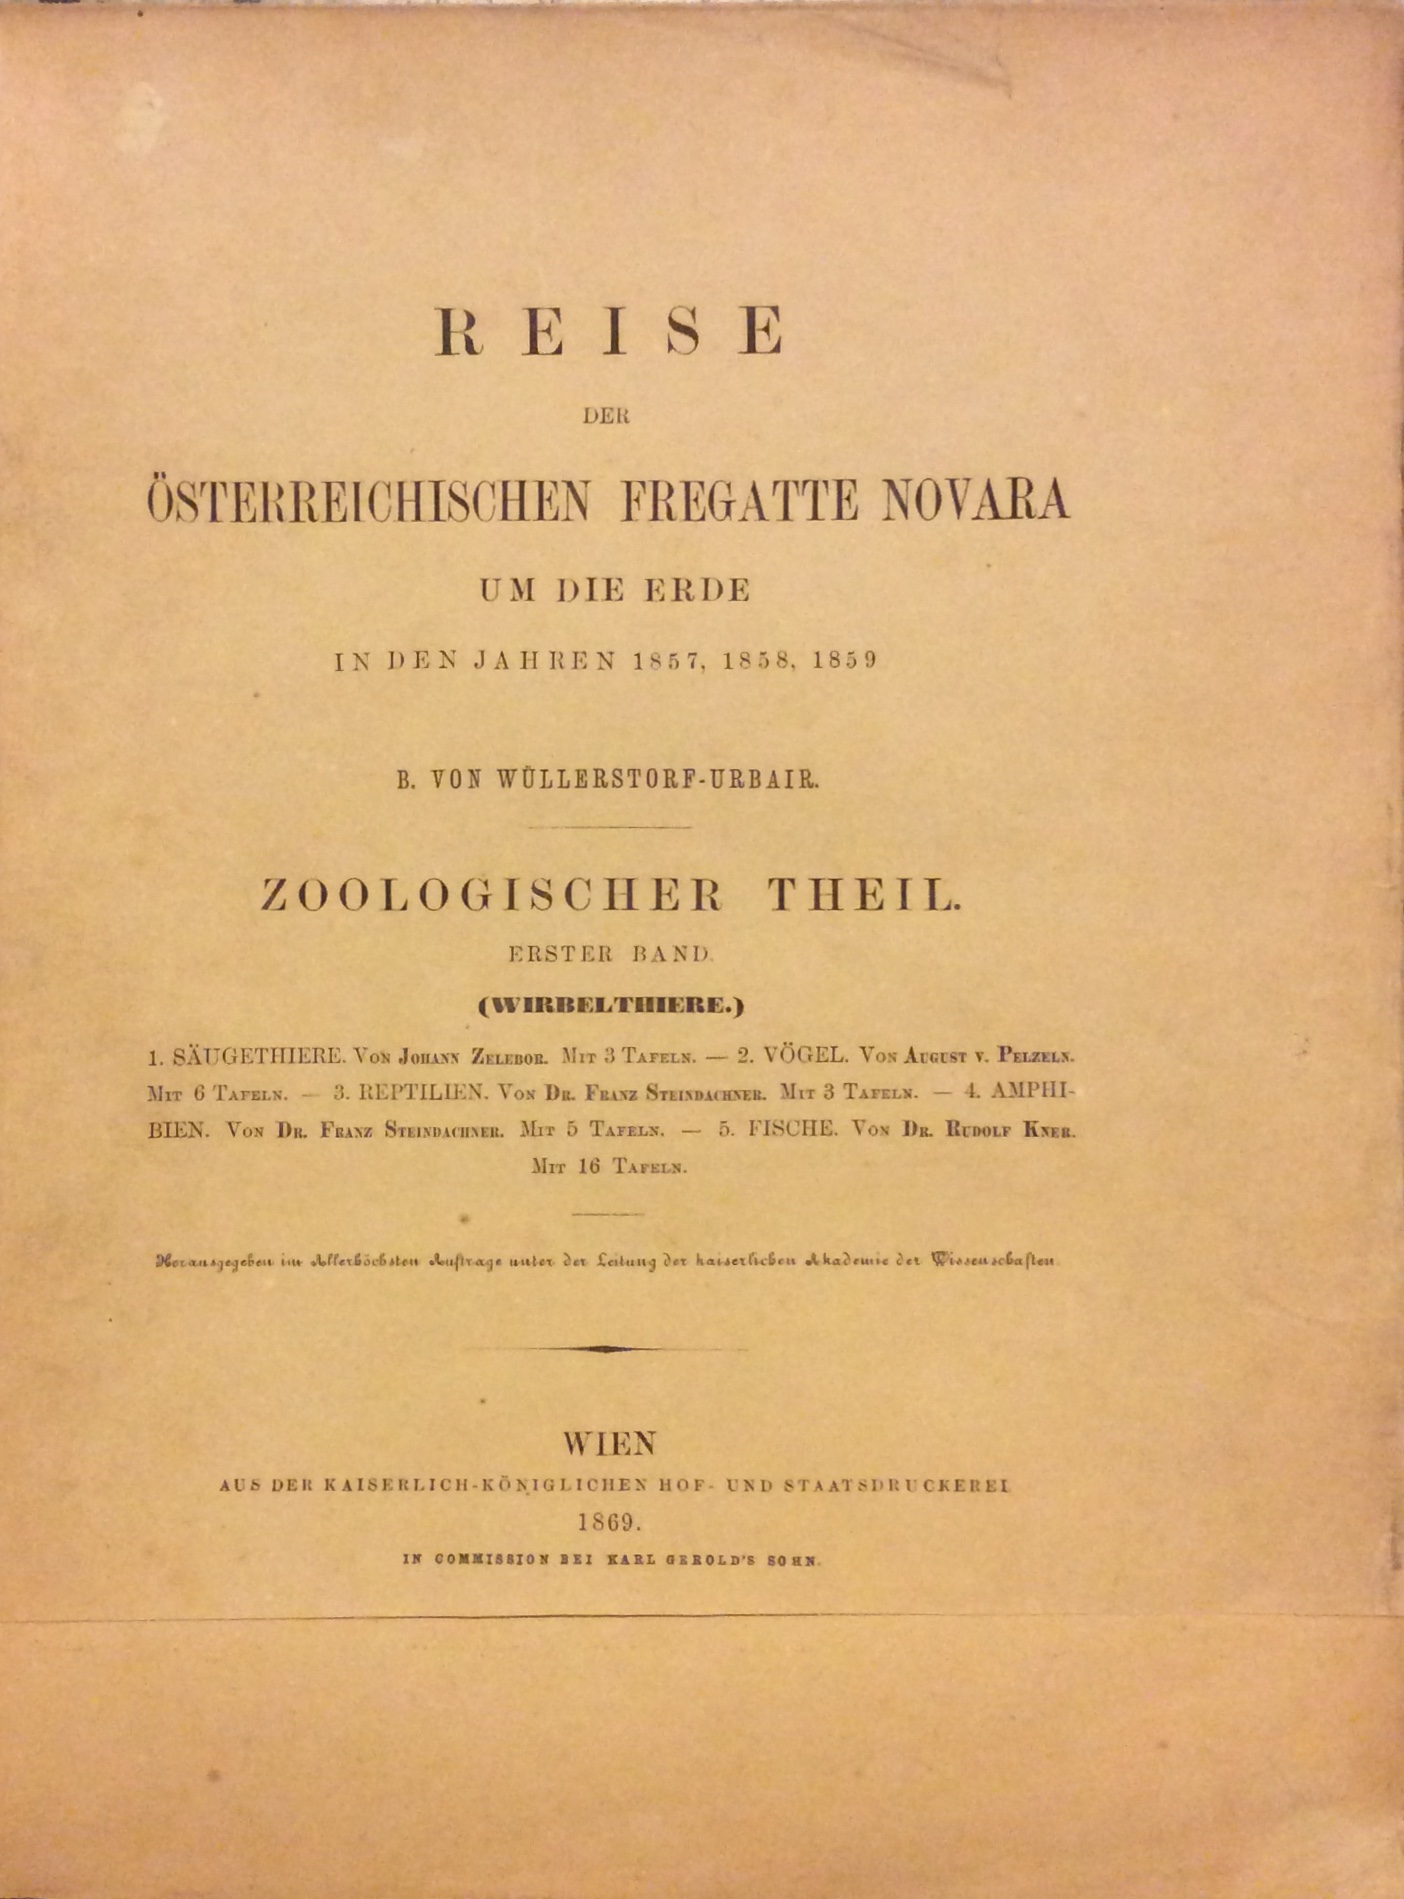 REISE
DER
ÖSTERREICHISCHEN FREGATTE NOVARA
UM DIE ERDE
IN DEN JAHREN 1857, 1858, 1859
B. VON WÜLLERSTORF-URBAIR.
ZOOLOGISCHER THEIL.
ERSTER BAND.
(WIRBELTHIERE.)
1. SÄUGETHIERE. VON JOHANN ZELEBOR. MIT 3 TAFELN. — 2. VÖGEL. VON AUGUST V. PELZELN.
MIT 6 TAFELN. — 3. REPTILIEN. VON DR. FRANZ STEINDACHNER. MIT 3 TAFELN. — 4. AMPHI-
BIEN. VON DR. FRANZ STEINDACHNER. MIT 5 TAFELN. — 5. FISCHE. VON DR. RUDOLF KNER.
MIT 16 TAFELN.
Herausgegeben im Allerhöchsten Auftrage unter der Leitung der kaiserlichen Akademie der Wissenschaften.
WIEN
AUS DER KAISERLICH-KÖNIGLICHEN HOF- UND STAATSDRUCKEREI
1869.
IN COMMISSION BEI KARL GEROLD'S SOHN.